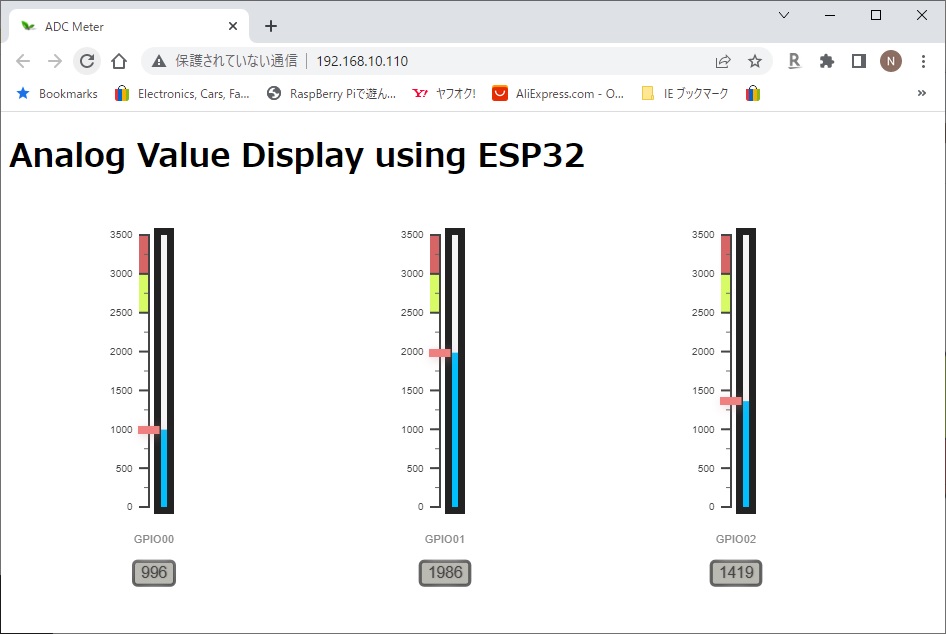 ADC Meter
保護されていない通信 192.168.10.110
N
Bookmarks Electronics, Cars, Fa... RaspBerry Piで遊ん... Y! ヤフオク! AliExpress.com - O... IE ブックマーク »
Analog Value Display using ESP32
3500 3500 3500
3000 3000 3000
2500 2500 2500
2000 2000 2000
1500 1500 1500
1000 1000 1000
500 500 500
0 0 0
GPIO00 GPIO01 GPIO02
996 1986 1419